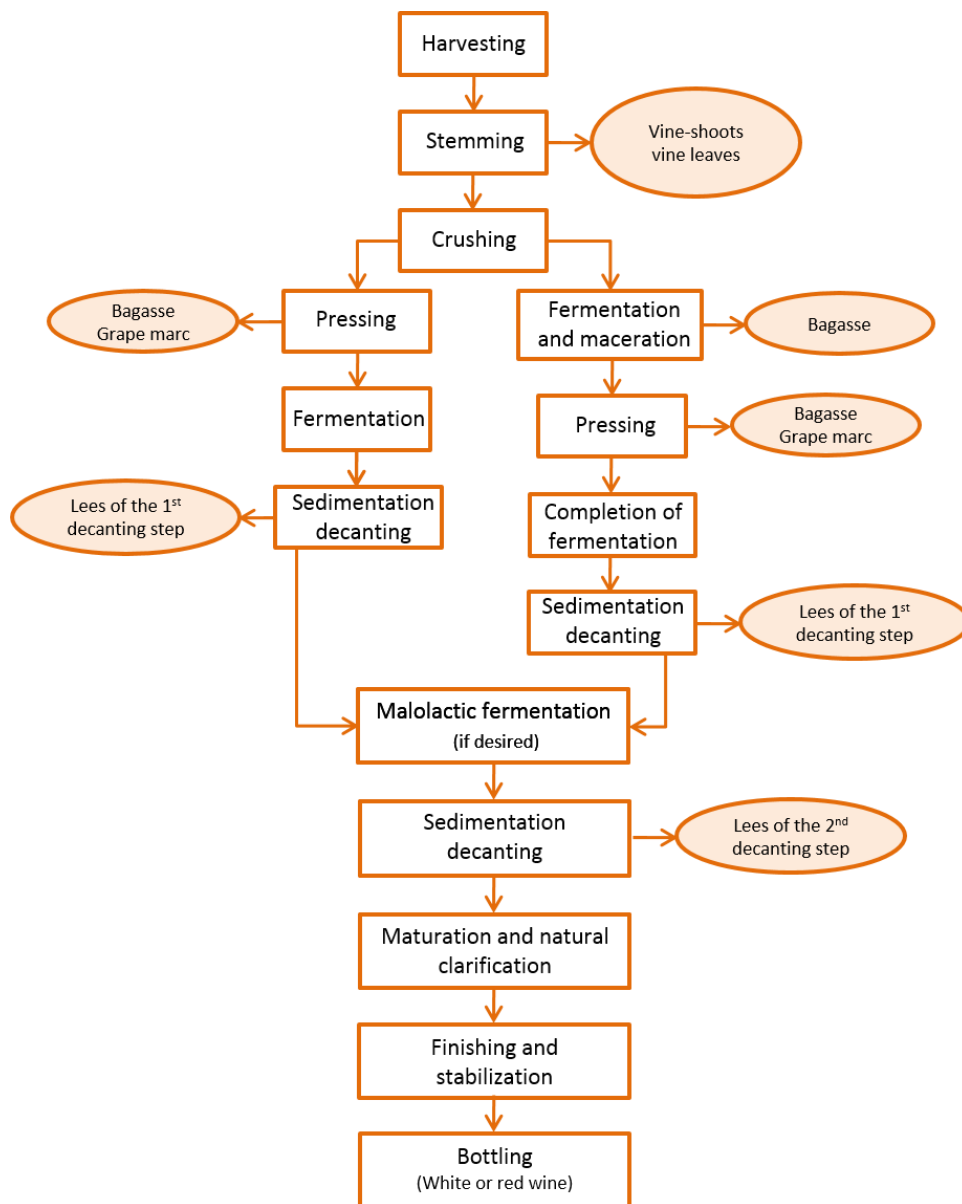 Harvesting
Stemming
Vine-shoots
vine leaves
Crushing
Bagasse
Grape marc
Pressing
Fermentation
and maceration
Bagasse
Fermentation
Pressing
Bagasse
Grape marc
Lees of the 1st
decanting step
Sedimentation
decanting
Completion of
fermentation
Sedimentation
decanting
Lees of the 1st
decanting step
Malolactic fermentation
(if desired)
Sedimentation
decanting
Lees of the 2nd
decanting step
Maturation and natural
clarification
Finishing and
stabilization
Bottling
(White or red wine)